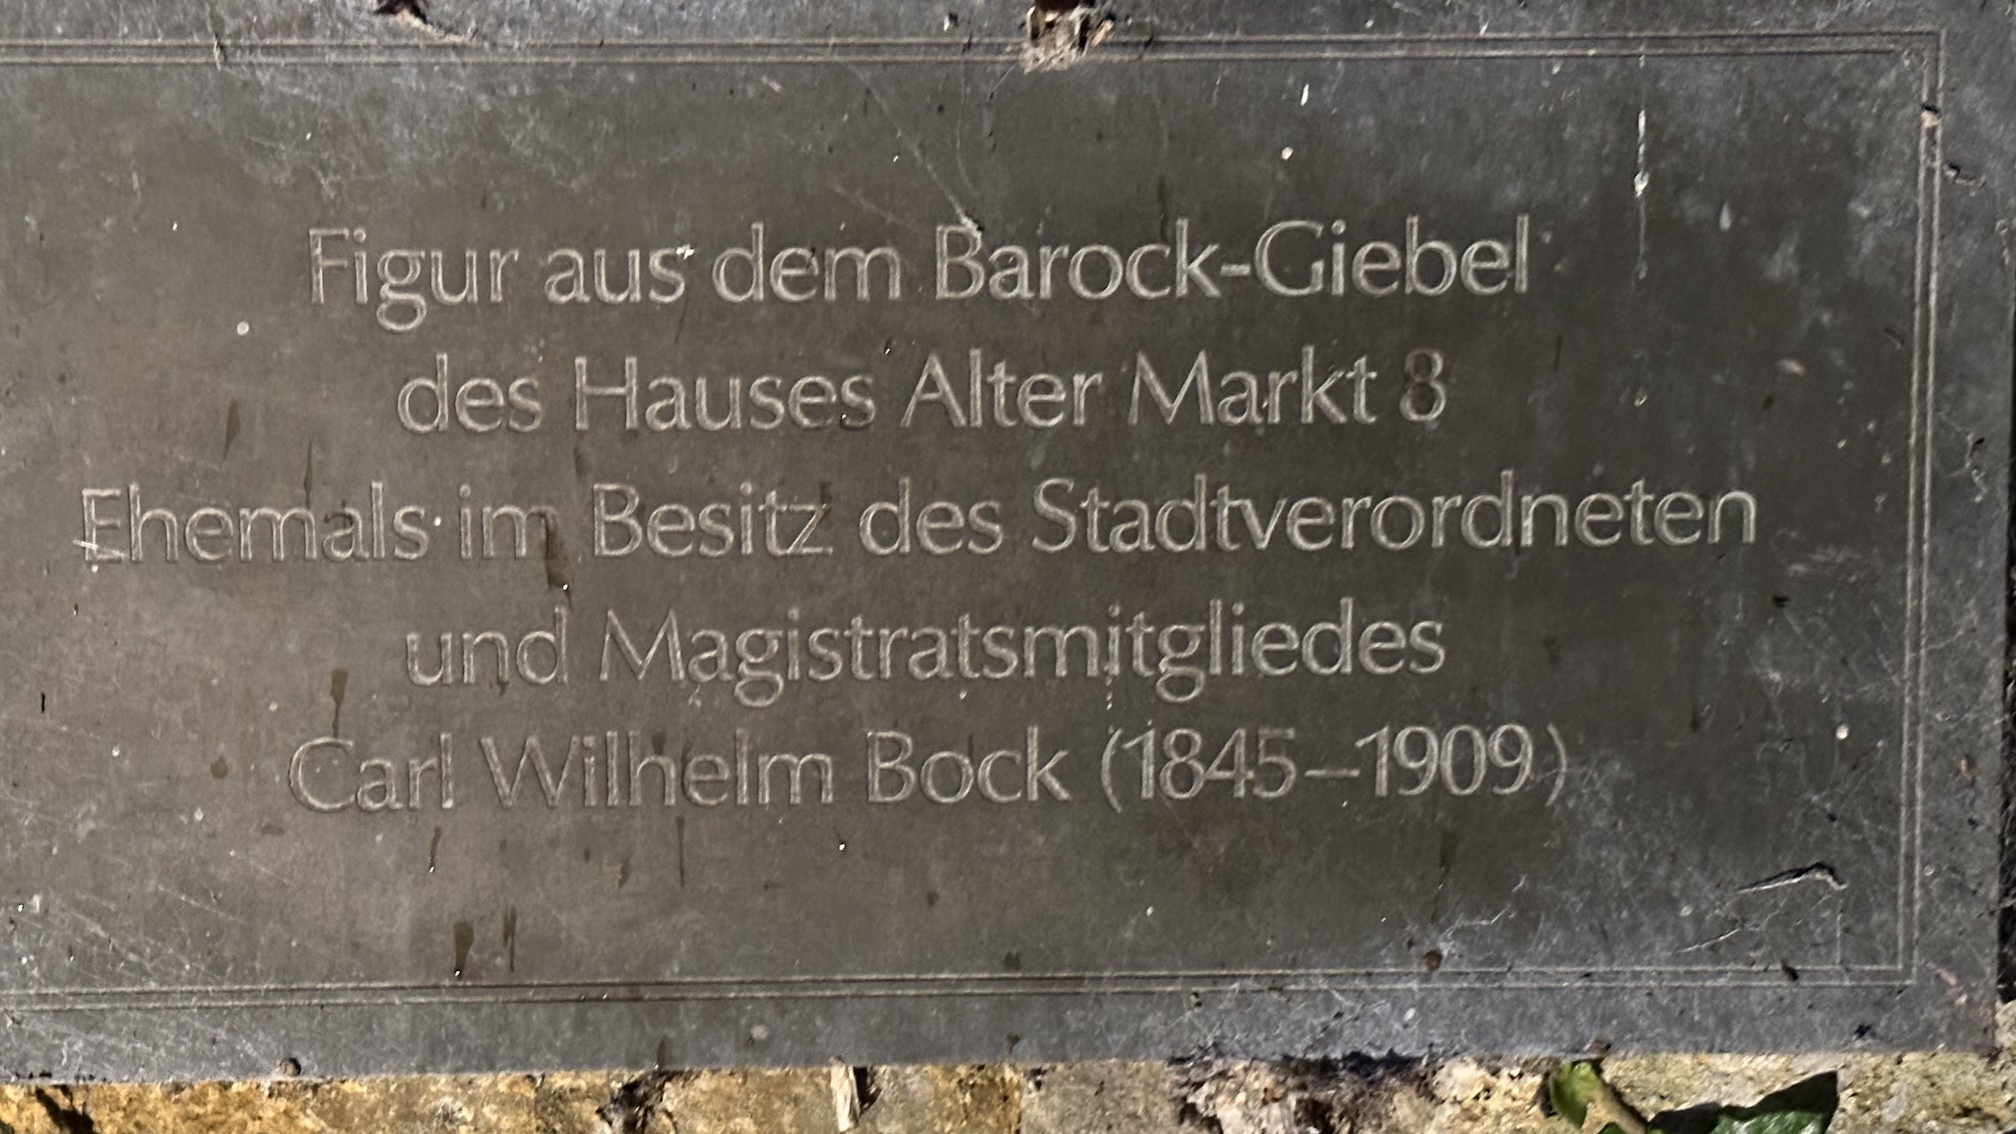 Figur aus dem Barock-Giebel
des Hauses Alter Markt 8
Ehemals im Besitz des Stadtverordneten
und Magistratsmitgliedes
Carl Wilhelm Bock (1845–1909)